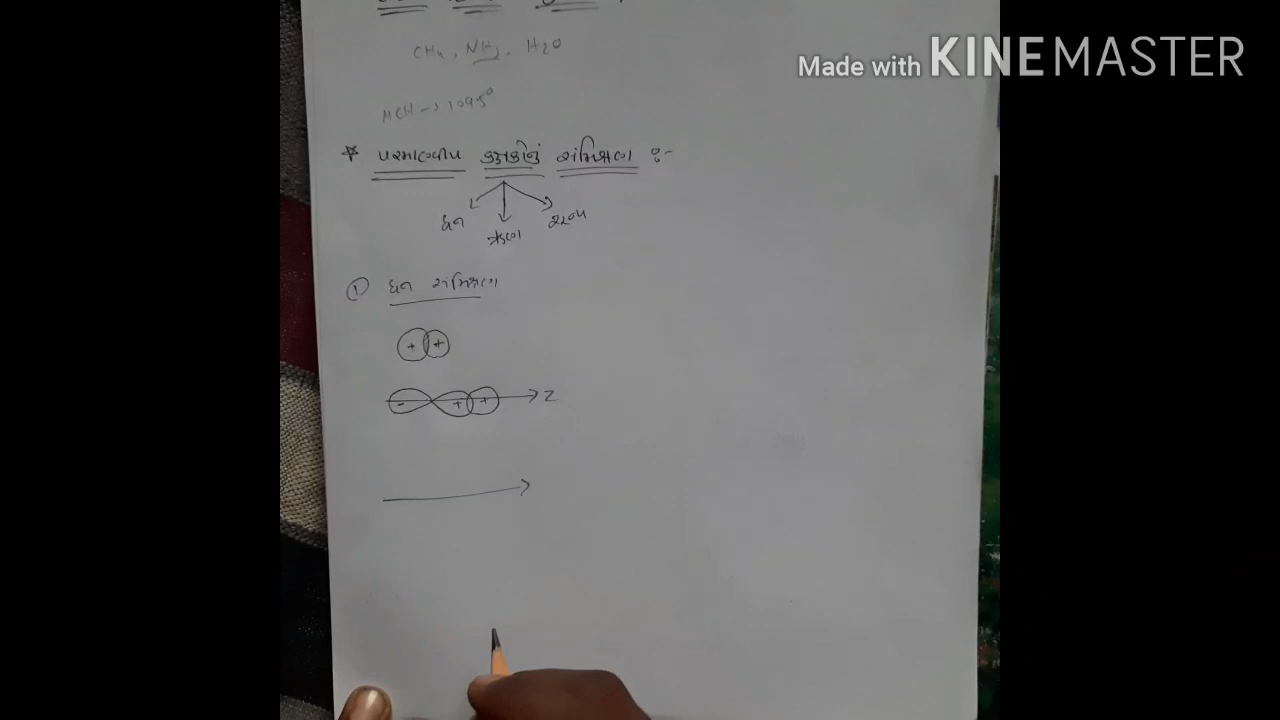 Made with KINEMASTER
CH₄, NH₃, H₂O
HCH → 109.5°
☆ પરમાણ્વીય કક્ષકોનું સંમિશ્રણ :-
ધન
ઋણ
શૂન્ય
① ધન સંમિશ્રણ
+ +
- + + Z